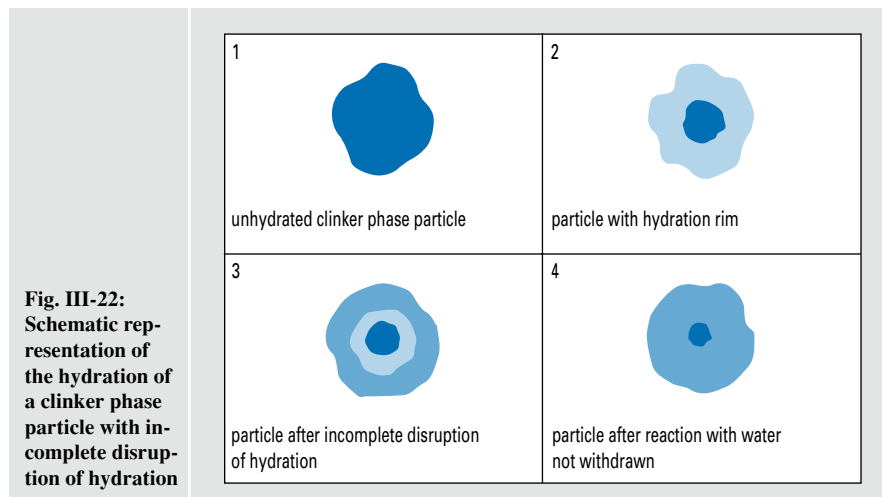 1
unhydrated clinker phase particle
2
particle with hydration rim
3
particle after incomplete disruption
of hydration
4
particle after reaction with water
not withdrawn
Fig. III-22:
Schematic rep-
resentation of
the hydration of
a clinker phase
particle with in-
complete disrup-
tion of hydration